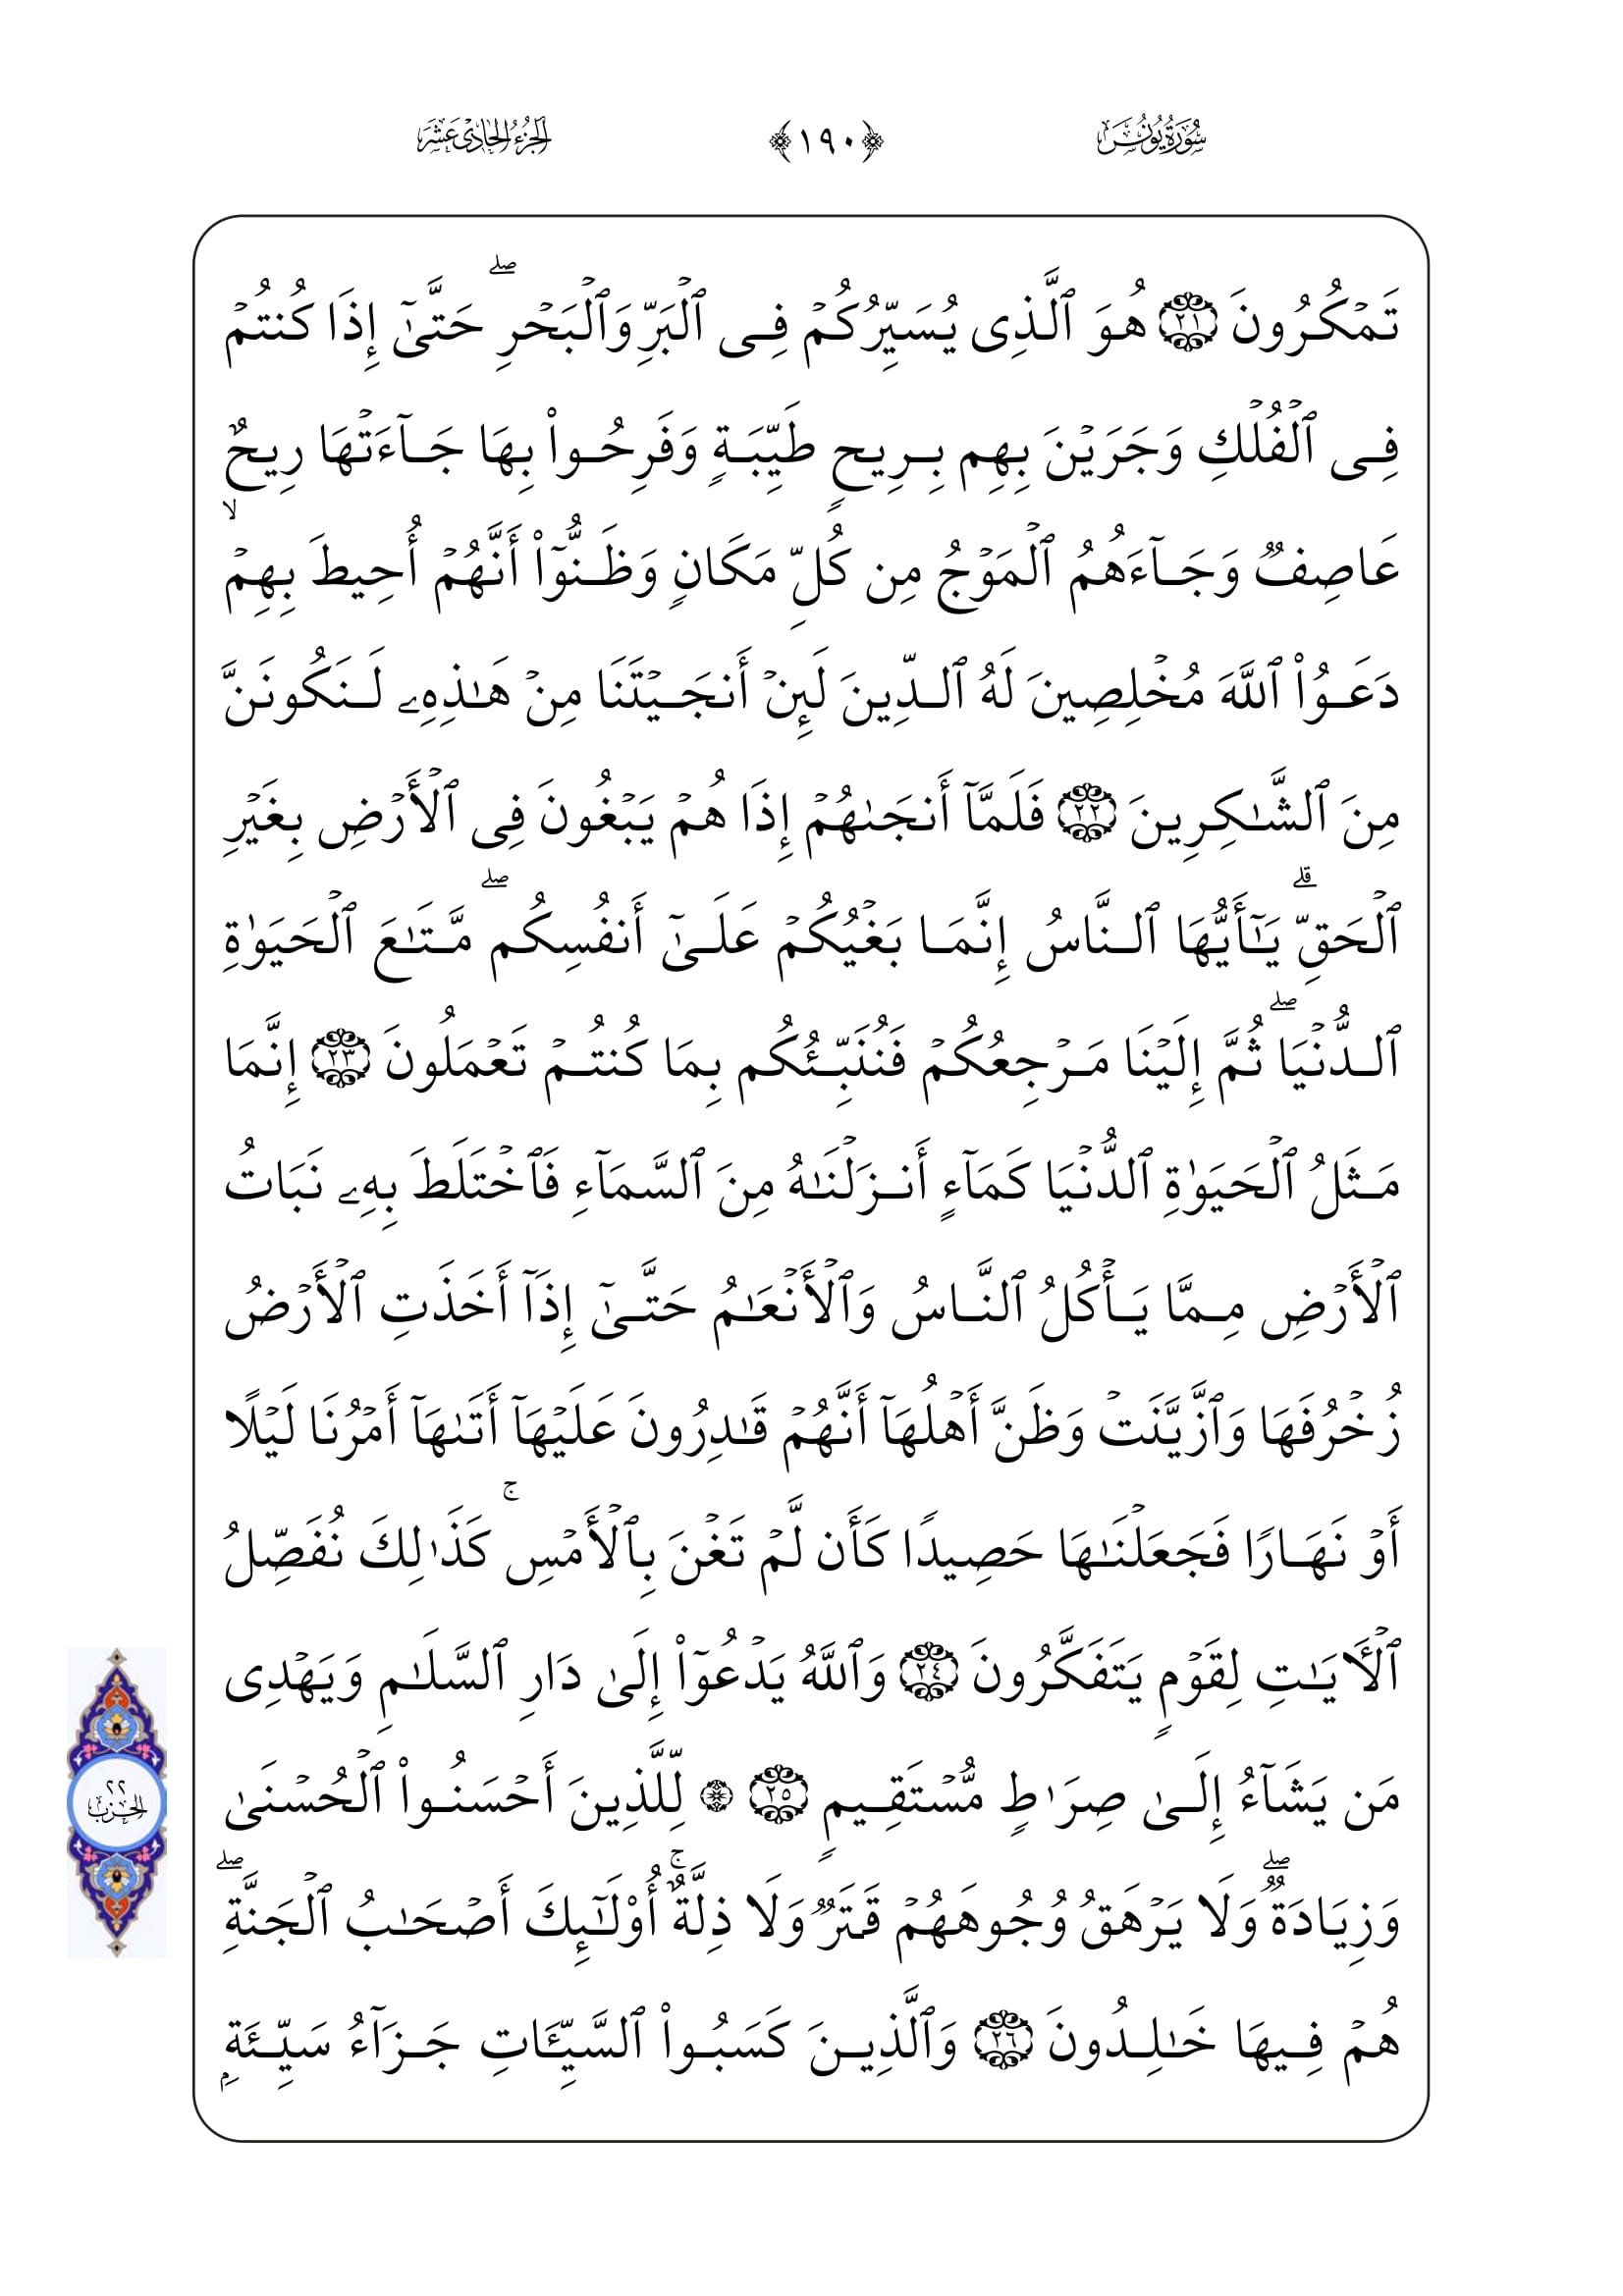 سُورَةُ يُونُسَ ﴿١٩٠﴾ الجُزْءُ الحَادِي عَشَرَ
تَمْكُرُونَ ٢١ هُوَ ٱلَّذِى يُسَيِّرُكُمْ فِى ٱلْبَرِّ وَٱلْبَحْرِ ۖ حَتَّىٰٓ إِذَا كُنتُمْ
فِى ٱلْفُلْكِ وَجَرَيْنَ بِهِم بِرِيحٍ طَيِّبَةٍ وَفَرِحُوا۟ بِهَا جَآءَتْهَا رِيحٌ
عَاصِفٌ وَجَآءَهُمُ ٱلْمَوْجُ مِن كُلِّ مَكَانٍ وَظَنُّوٓا۟ أَنَّهُمْ أُحِيطَ بِهِمْ ۙ
دَعَوُا۟ ٱللَّهَ مُخْلِصِينَ لَهُ ٱلدِّينَ لَئِنْ أَنجَيْتَنَا مِنْ هَـٰذِهِۦ لَنَكُونَنَّ
مِنَ ٱلشَّـٰكِرِينَ ٢٢ فَلَمَّآ أَنجَىٰهُمْ إِذَا هُمْ يَبْغُونَ فِى ٱلْأَرْضِ بِغَيْرِ
ٱلْحَقِّ ۗ يَـٰٓأَيُّهَا ٱلنَّاسُ إِنَّمَا بَغْيُكُمْ عَلَىٰٓ أَنفُسِكُم ۖ مَّتَـٰعَ ٱلْحَيَوٰةِ
ٱلدُّنْيَا ۖ ثُمَّ إِلَيْنَا مَرْجِعُكُمْ فَنُنَبِّئُكُم بِمَا كُنتُمْ تَعْمَلُونَ ٢٣ إِنَّمَا
مَثَلُ ٱلْحَيَوٰةِ ٱلدُّنْيَا كَمَآءٍ أَنزَلْنَـٰهُ مِنَ ٱلسَّمَآءِ فَٱخْتَلَطَ بِهِۦ نَبَاتُ
ٱلْأَرْضِ مِمَّا يَأْكُلُ ٱلنَّاسُ وَٱلْأَنْعَـٰمُ حَتَّىٰٓ إِذَآ أَخَذَتِ ٱلْأَرْضُ
زُخْرُفَهَا وَٱزَّيَّنَتْ وَظَنَّ أَهْلُهَآ أَنَّهُمْ قَـٰدِرُونَ عَلَيْهَآ أَتَىٰهَآ أَمْرُنَا لَيْلًا
أَوْ نَهَارًا فَجَعَلْنَـٰهَا حَصِيدًا كَأَن لَّمْ تَغْنَ بِٱلْأَمْسِ ۚ كَذَٰلِكَ نُفَصِّلُ
ٱلْـَٔايَـٰتِ لِقَوْمٍ يَتَفَكَّرُونَ ٢٤ وَٱللَّهُ يَدْعُوٓا۟ إِلَىٰ دَارِ ٱلسَّلَـٰمِ وَيَهْدِى
مَن يَشَآءُ إِلَىٰ صِرَٰطٍ مُّسْتَقِيمٍ ٢٥ ۞ لِّلَّذِينَ أَحْسَنُوا۟ ٱلْحُسْنَىٰ
وَزِيَادَةٌ ۖ وَلَا يَرْهَقُ وُجُوهَهُمْ قَتَرٌ وَلَا ذِلَّةٌ ۚ أُو۟لَـٰٓئِكَ أَصْحَـٰبُ ٱلْجَنَّةِ ۖ
هُمْ فِيهَا خَـٰلِدُونَ ٢٦ وَٱلَّذِينَ كَسَبُوا۟ ٱلسَّيِّـَٔاتِ جَزَآءُ سَيِّئَةٍۭ
٢٢
الحزب